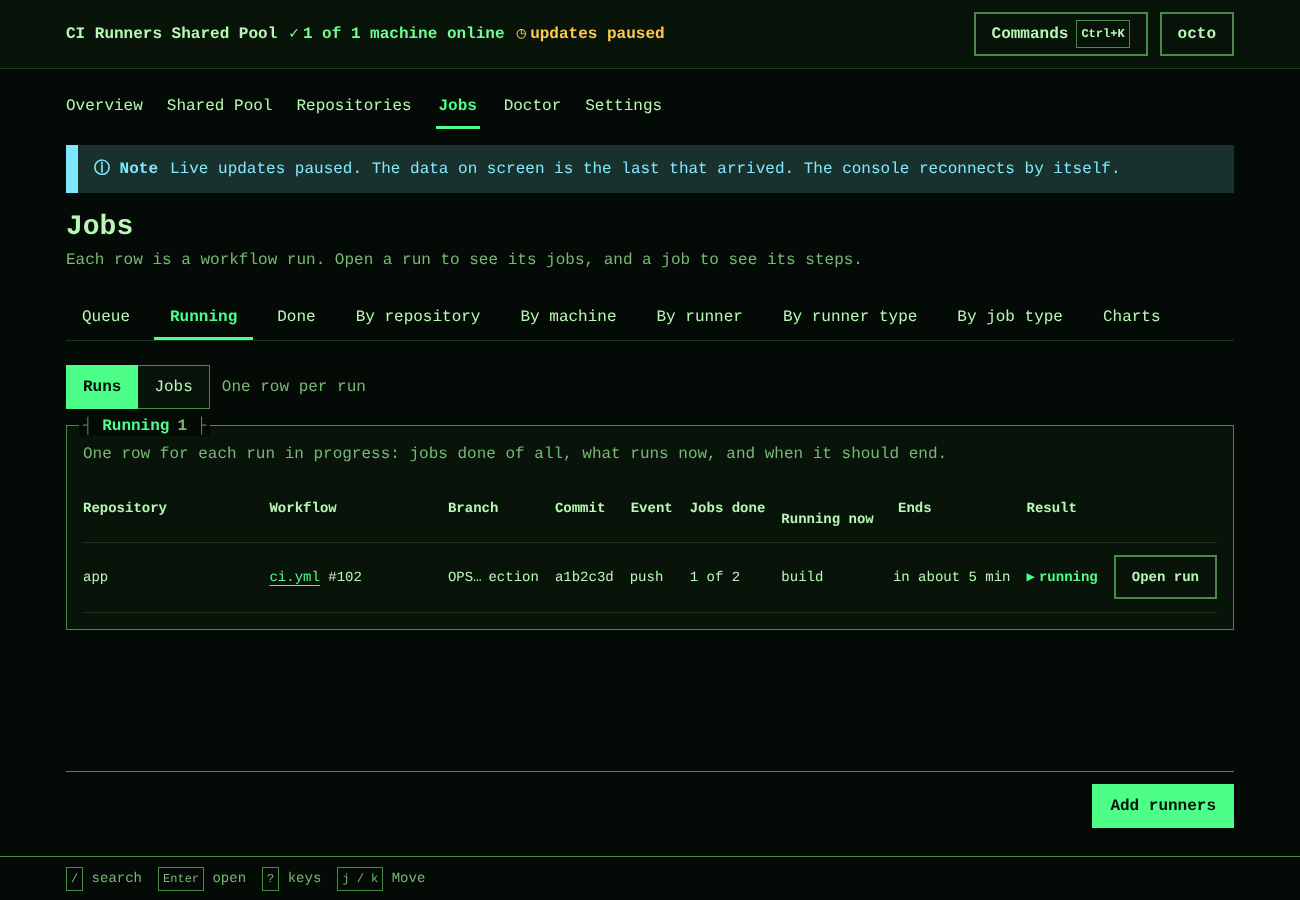 CI Runners Shared Pool ✓ 1 of 1 machine online ◷ updates paused Commands Ctrl+K octo
Overview Shared Pool Repositories Jobs Doctor Settings
ⓘ Note Live updates paused. The data on screen is the last that arrived. The console reconnects by itself.
Jobs
Each row is a workflow run. Open a run to see its jobs, and a job to see its steps.
Queue Running Done By repository By machine By runner By runner type By job type Charts
Runs Jobs One row per run
Running 1
One row for each run in progress: jobs done of all, what runs now, and when it should end.
Repository Workflow Branch Commit Event Jobs done Running now Ends Result
app ci.yml #102 OPS… ection a1b2c3d push 1 of 2 build in about 5 min ▶ running Open run
Add runners
/ search Enter open ? keys j / k Move